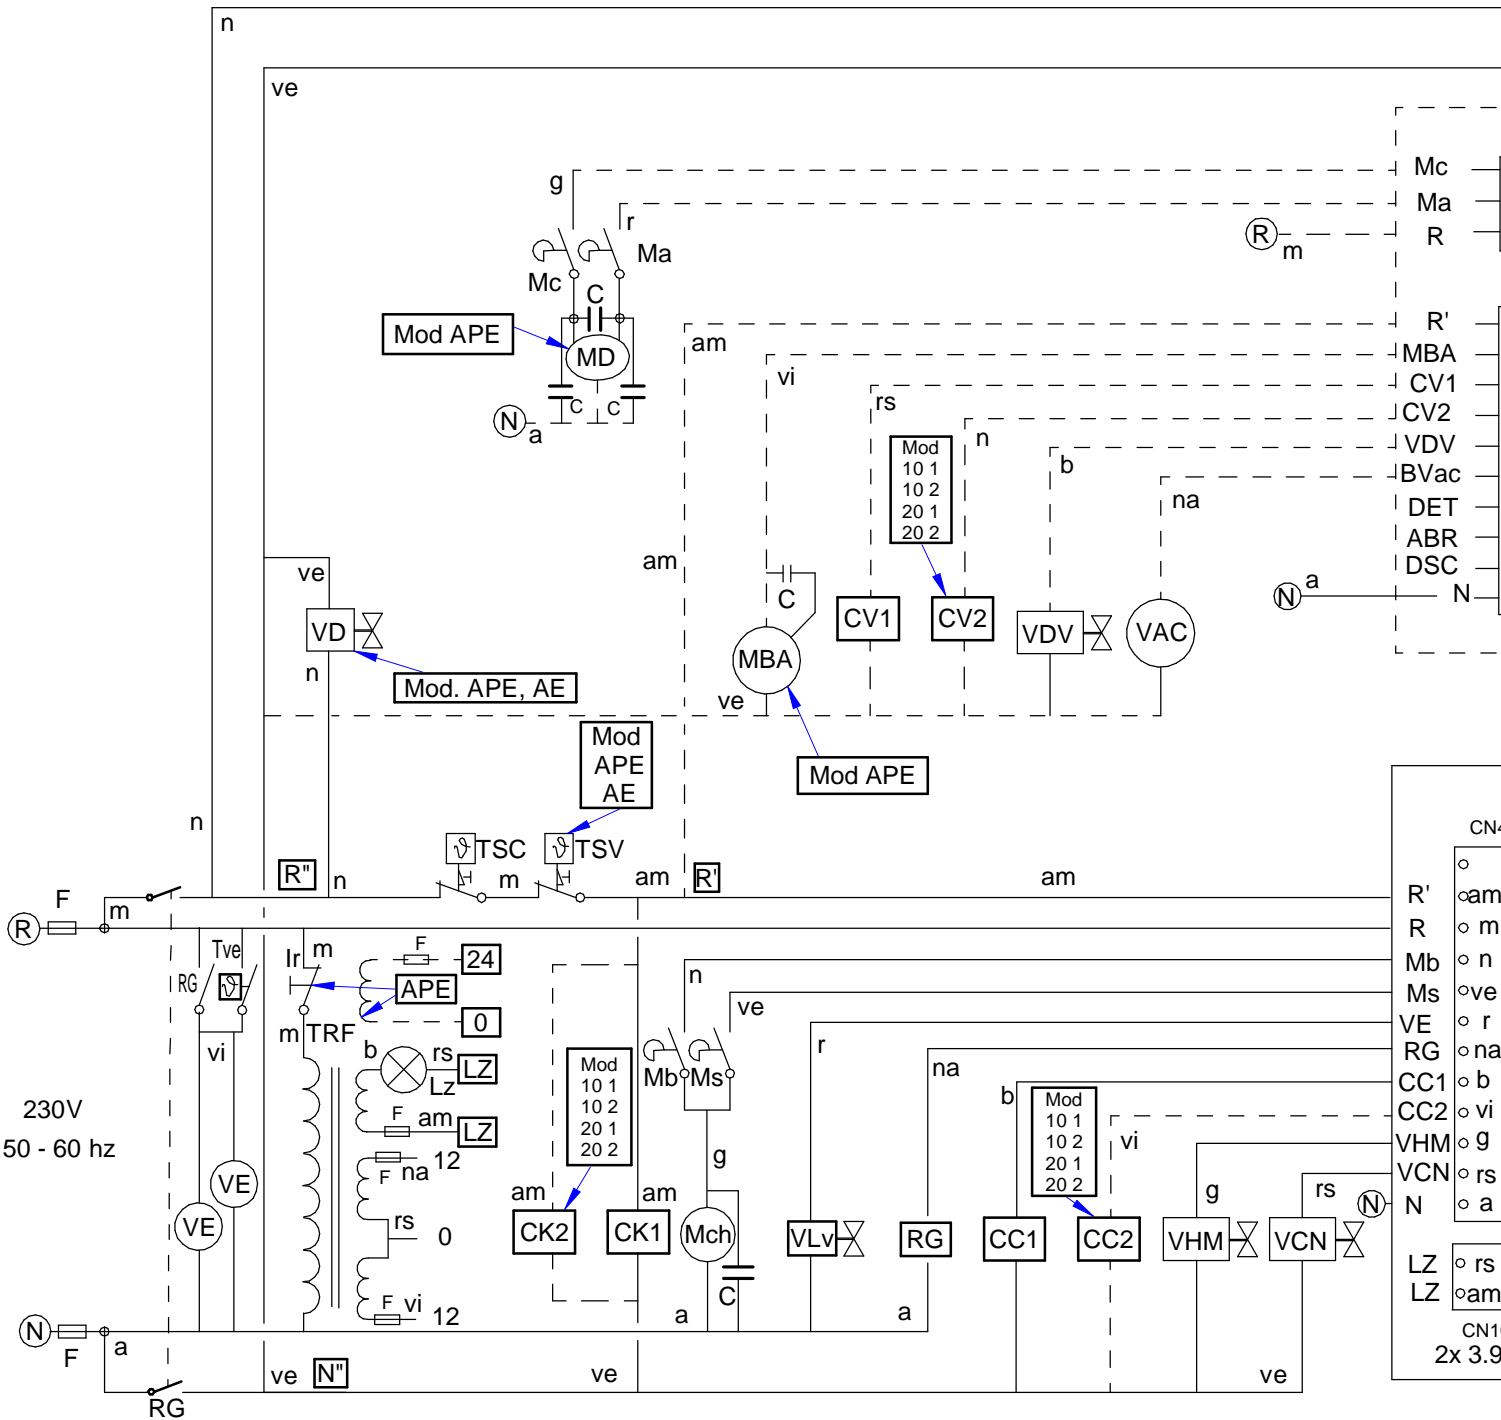 n
ve
g
Mc
r
Ma
Ma
R
m
R
Mc
C
Mod APE
MD
R'
am
MBA
vi
CV1
rs
C
C
CV2
N
a
n
Mod
10 1
10 2
20 1
20 2
VDV
b
BVac
na
DET
ABR
am
DSC
ve
a
N
N
C
VD
CV1
CV2
VDV
VAC
MBA
n
Mod. APE, AE
ve
Mod
APE
AE
Mod APE
n
CN4
TSC
TSV
R"
n
m
am
R'
am
F
m
R
R'
am
R
m
Tve
Ir
m
F
24
RG
APE
n
Mb
n
ve
Ms
ve
0
m
TRF
VE
r
vi
b
rs
r
RG
na
Lz
LZ
Mod
10 1
10 2
20 1
20 2
Mb
Ms
na
b
Mod
10 1
10 2
20 1
20 2
CC1
b
CC2
vi
230V
50 - 60 hz
F
am
LZ
vi
VHM
g
F
na
12
g
VCN
rs
VE
am
am
g
rs
N
N
a
VE
rs
0
CK2
CK1
Mch
VLv
RG
CC1
CC2
VHM
VCN
LZ
rs
LZ
am
C
F
vi
12
N
F
a
a
a
CN1
2x 3.9
ve
N"
ve
ve
RG